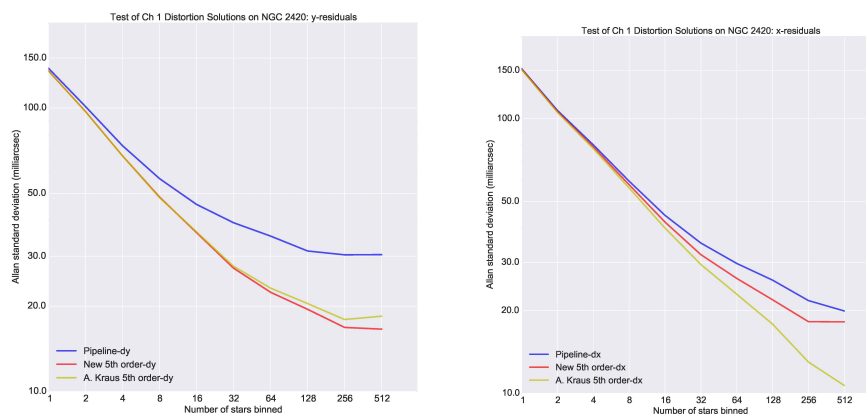 Test of Ch 1 Distortion Solutions on NGC 2420: y-residuals
150.0
100.0
50.0
30.0
20.0
10.0
Allan standard deviation (milliarcsec)
Pipeline-dy
New 5th order-dy
A. Kraus 5th order-dy
1 2 4 8 16 32 64 128 256 512
Number of stars binned
Test of Ch 1 Distortion Solutions on NGC 2420: x-residuals
150.0
100.0
50.0
30.0
20.0
10.0
Allan standard deviation (milliarcsec)
Pipeline-dx
New 5th order-dx
A. Kraus 5th order-dx
1 2 4 8 16 32 64 128 256 512
Number of stars binned